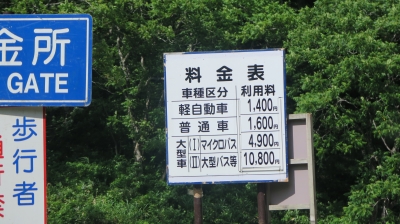 金所
GATE
歩行者
通行禁
料金表
車種区分 利用料
軽自動車 1,400円
普通車 1,600円
大型車 (I)マイクロバス 4,900円
(II)大型バス等 10,800円